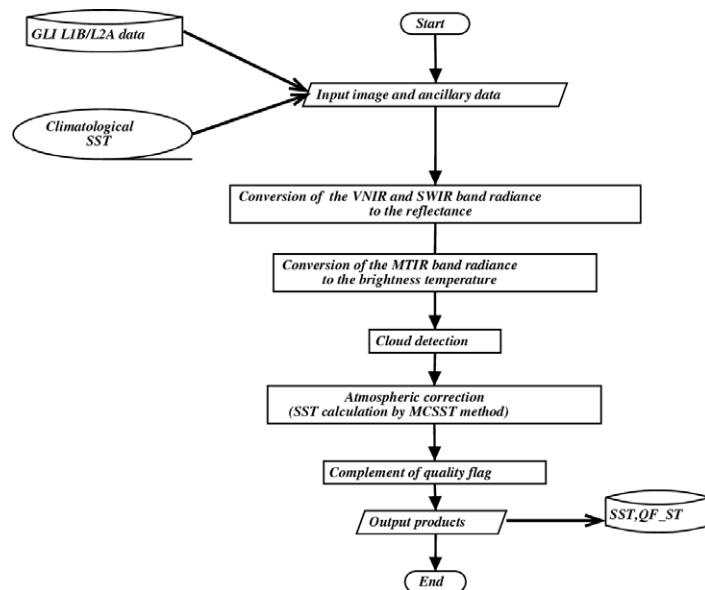 GLI L1B/L2A data
Start
Input image and ancillary data
Climatological
SST
Conversion of the VNIR and SWIR band radiance
to the reflectance
Conversion of the MTIR band radiance
to the brightness temperature
Cloud detection
Atmospheric correction
(SST calculation by MCSST method)
Complement of quality flag
Output products
SST,QF_ST
End